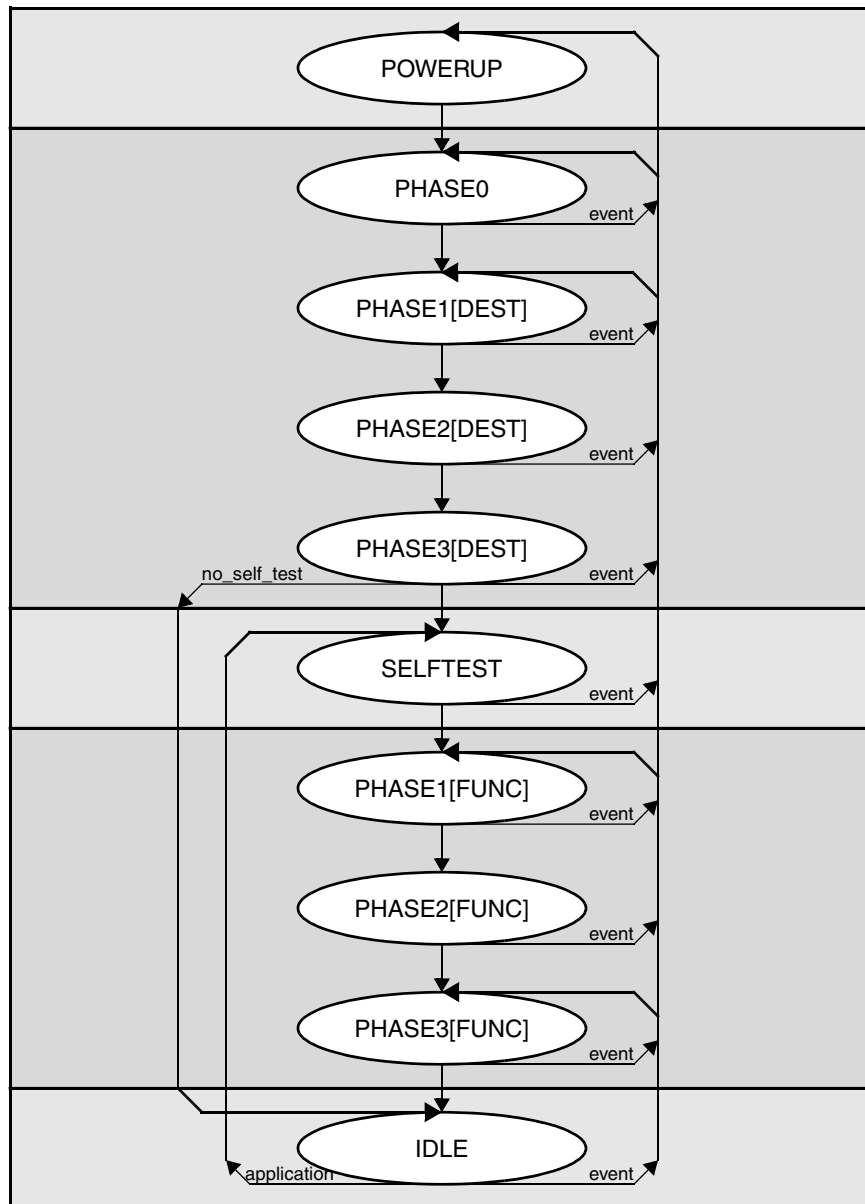 POWERUP
PHASE0
event
PHASE1[DEST]
event
PHASE2[DEST]
event
PHASE3[DEST]
no_self_test
event
SELFTEST
event
PHASE1[FUNC]
event
PHASE2[FUNC]
event
PHASE3[FUNC]
event
IDLE
application
event